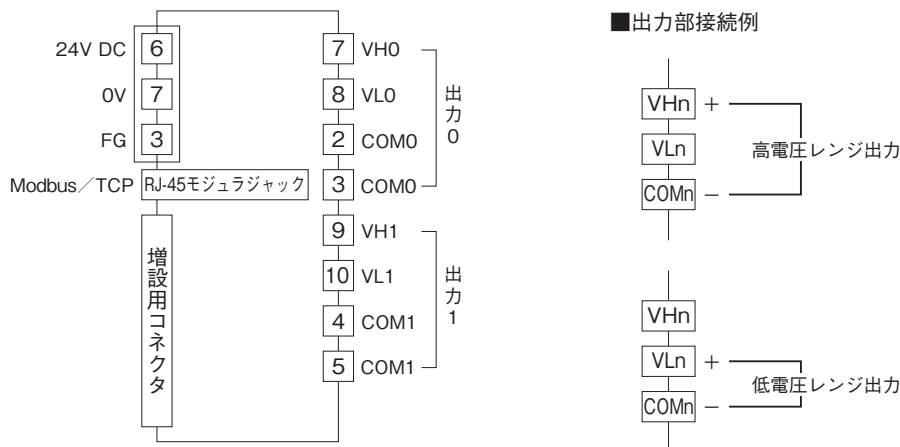 24V DC 6
0V 7
FG 3
Modbus／TCP RJ-45モジュラジャック
増設用コネクタ
7 VH0
8 VL0
2 COM0
3 COM0
出力0
9 VH1
10 VL1
4 COM1
5 COM1
出力1
■出力部接続例
VHn +
VLn
COMn −
高電圧レンジ出力
VHn
VLn +
COMn −
低電圧レンジ出力